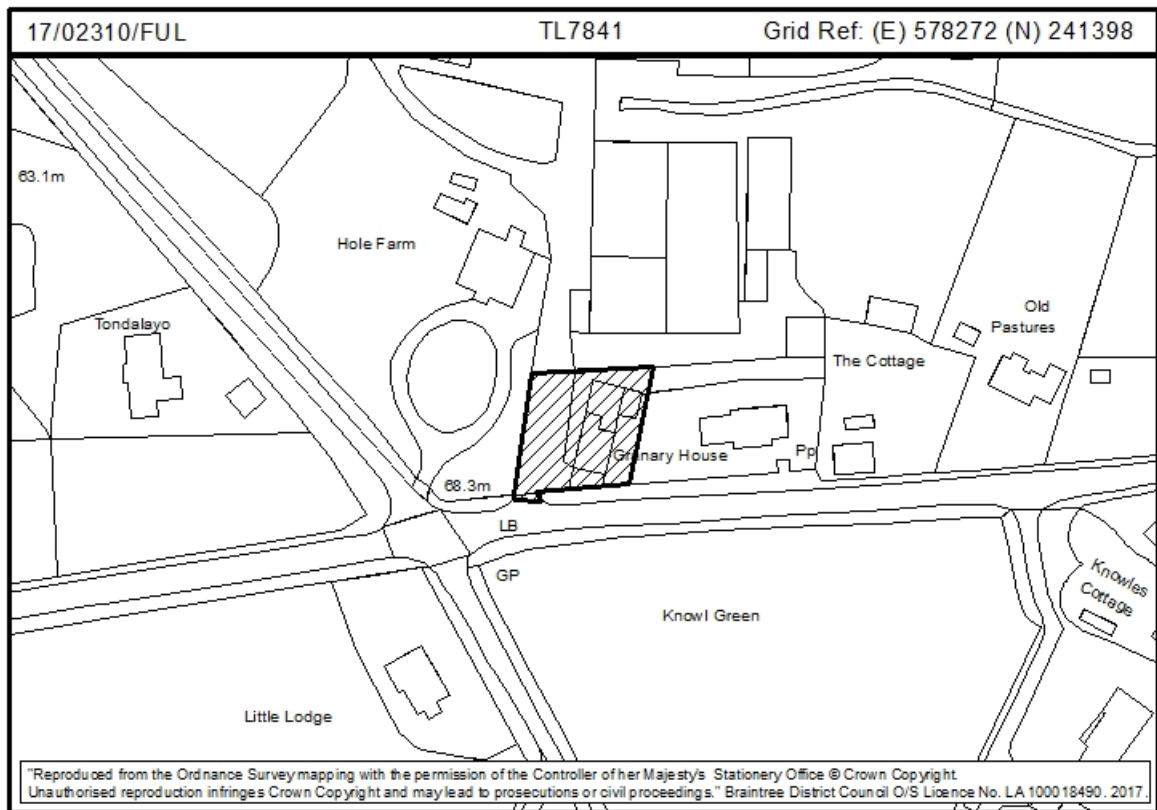 17/02310/FUL TL7841 Grid Ref: (E) 578272 (N) 241398
63.1m
Hole Farm
Tondalayo
Old
Pastures
The Cottage
Granary House
Pp
68.3m
LB
GP
Knowl Green
Knowles
Cottage
Little Lodge
"Reproduced from the Ordnance Survey mapping with the permission of the Controller of her Majesty's Stationery Office © Crown Copyright.
Unauthorised reproduction infringes Crown Copyright and may lead to prosecutions or civil proceedings." Braintree District Council O/S Licence No. LA 100018490. 2017.